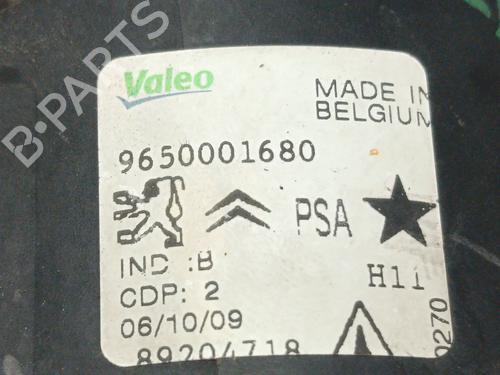 B-PARTS
Valeo
MADE IN
BELGIUM
9650001680
PSA
IND :B
H11
CDP: 2
06/10/09
89204718
0270